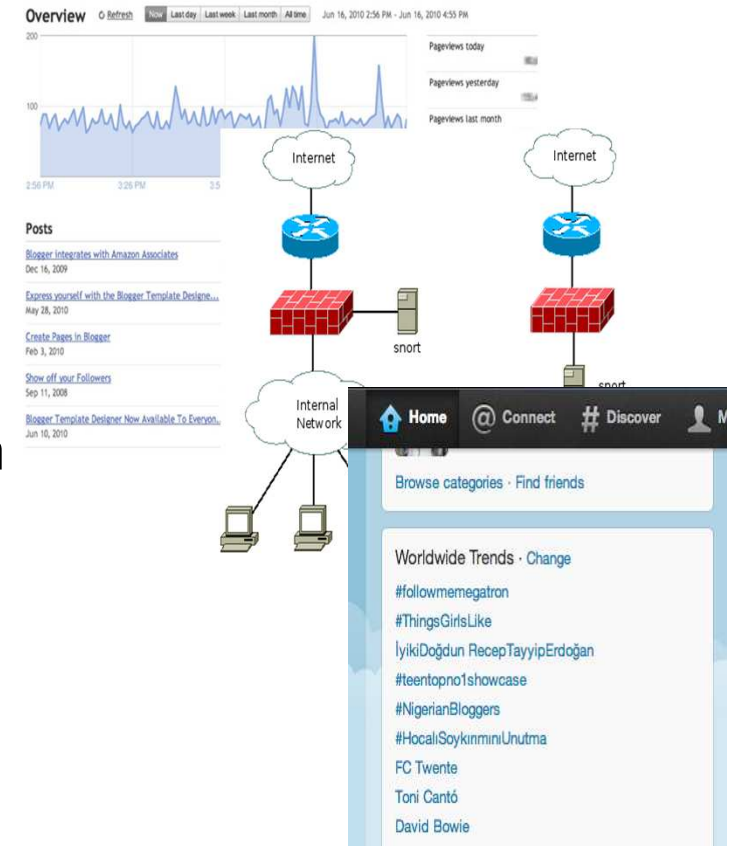 Overview Refresh Now Last day Last week Last month All time Jun 16, 2010 2:56 PM - Jun 16, 2010 4:55 PM
200
100
2:56 PM 3:26 PM 3:5
Pageviews today
Pageviews yesterday
Pageviews last month
Posts
Blogger integrates with Amazon Associates
Dec 16, 2009
Express yourself with the Blogger Template Designe...
May 28, 2010
Create Pages in Blogger
Feb 3, 2010
Show off your Followers
Sep 11, 2008
Blogger Template Designer Now Available To Everyon..
Jun 10, 2010
Internet
snort
Internal
Network
Internet
snort
Home @ Connect # Discover M
Browse categories · Find friends
Worldwide Trends · Change
#followmemegatron
#ThingsGirlsLike
İyikiDoğdun RecepTayyipErdoğan
#teentopno1showcase
#NigerianBloggers
#HocalıSoykınmınıUnutma
FC Twente
Toni Cantó
David Bowie